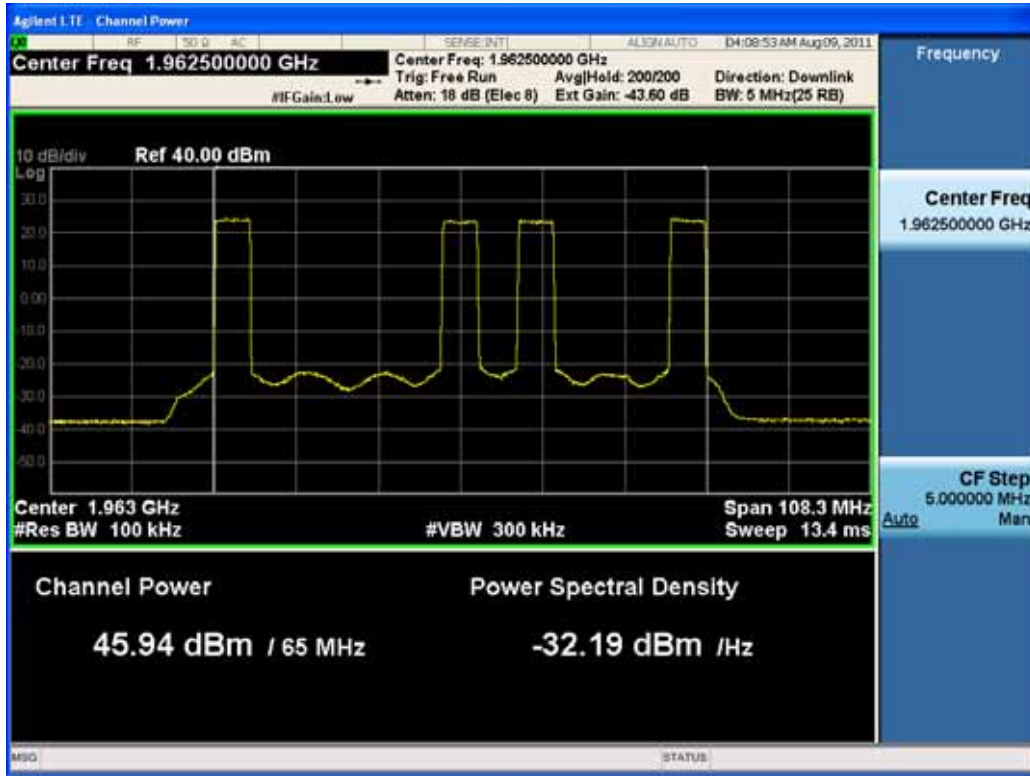 Agilent LTE - Channel Power
RF 50 Ω AC SENSE:INT ALIGN AUTO 04:08:53 AM Aug 09, 2011
Center Freq 1.962500000 GHz
#IFGain:Low
Center Freq: 1.962500000 GHz
Trig: Free Run Avg|Hold: 200/200 Direction: Downlink
Atten: 18 dB (Elec 8) Ext Gain: -43.60 dB BW: 5 MHz(25 RB)
10 dB/div Ref 40.00 dBm
Log
30.0
20.0
10.0
0.00
-10.0
-20.0
-30.0
-40.0
-50.0
Center 1.963 GHz Span 108.3 MHz
#Res BW 100 kHz #VBW 300 kHz Sweep 13.4 ms
Channel Power Power Spectral Density
45.94 dBm / 65 MHz -32.19 dBm /Hz
Frequency
Center Freq
1.962500000 GHz
CF Step
5.000000 MHz
Auto Man
MSG STATUS